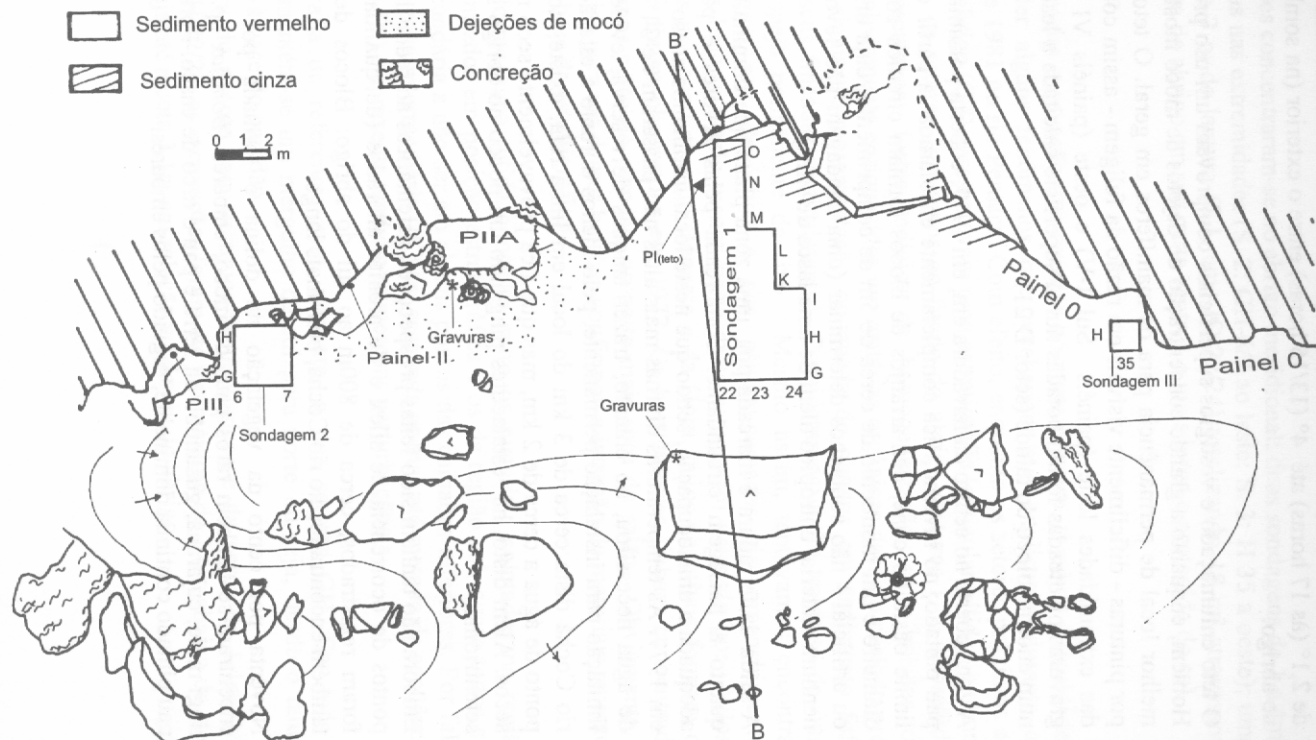 Sedimento vermelho
Dejeções de mocó
Sedimento cinza
Concreção
0 1 2 m
B
O
N
M
L
K
I
H
G
Sondagem 1
22 23 24
PI(teto)
PIIA
Gravuras
Painel II
H
G
6 7
PIII
Sondagem 2
Painel 0
H
35
Sondagem III
Painel 0
Gravuras
B